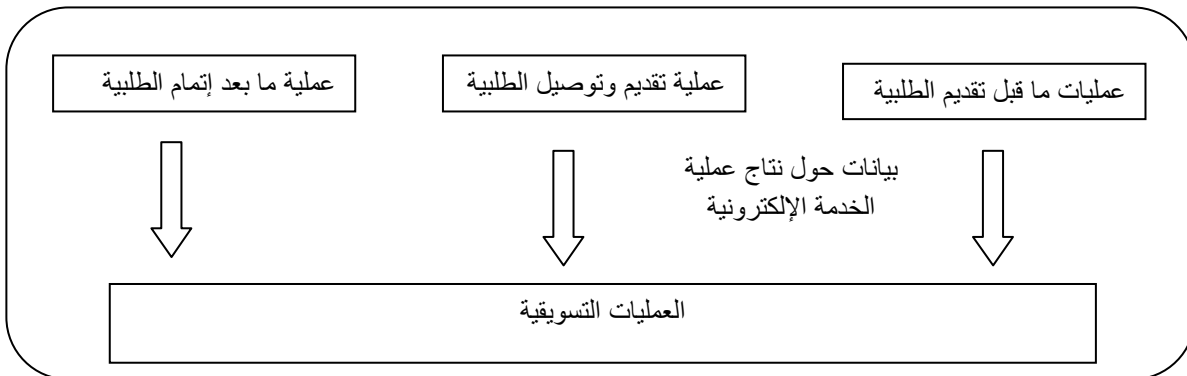 عمليات ما قبل تقديم الطلبية
عملية تقديم وتوصيل الطلبية
عملية ما بعد إتمام الطلبية
بيانات حول نتاج عملية
الخدمة الإلكترونية
العمليات التسويقية